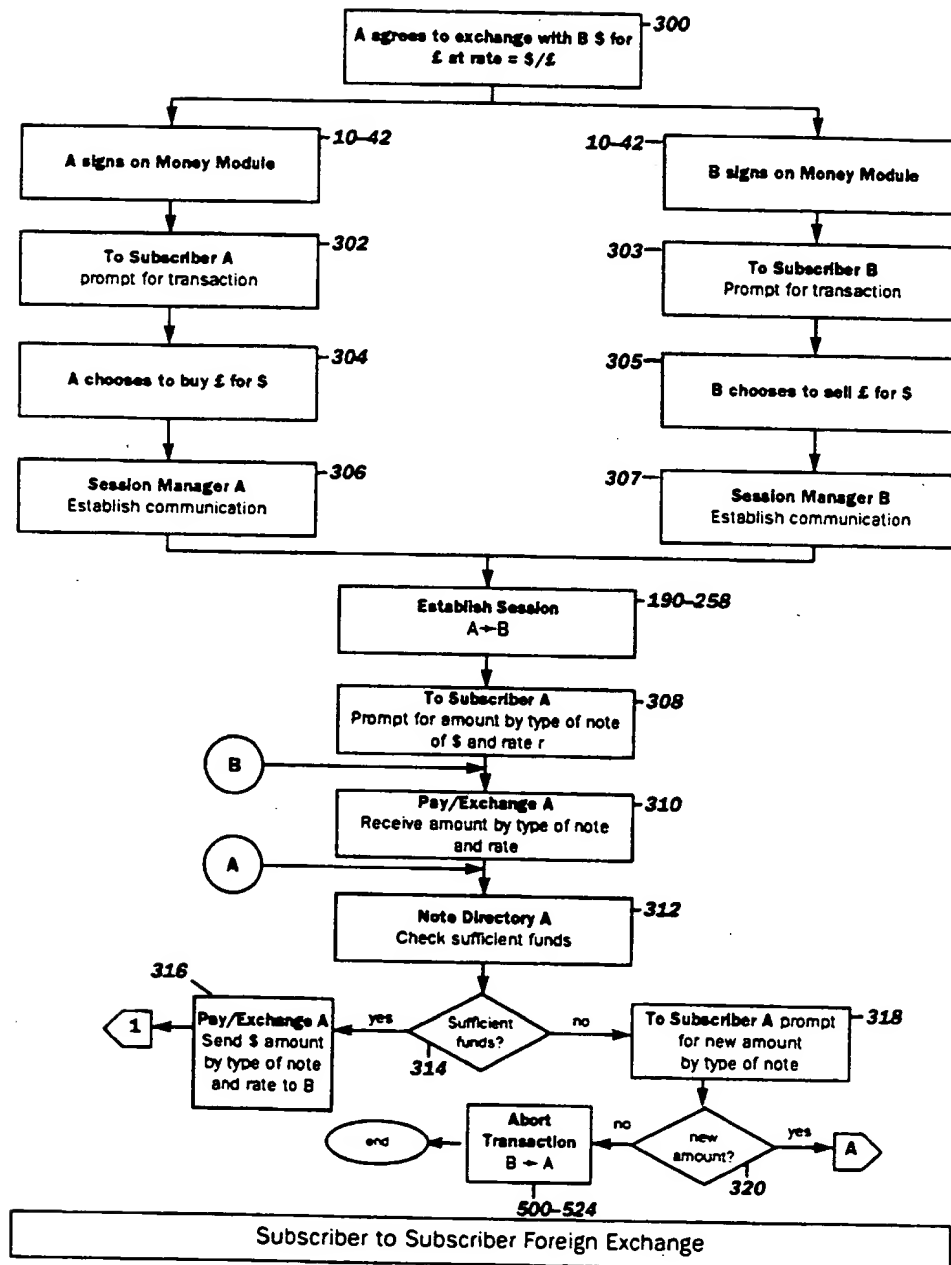 A agrees to exchange with B $ for
£ at rate = $/£
300
10–42
A signs on Money Module
10–42
B signs on Money Module
302
To Subscriber A
prompt for transaction
303
To Subscriber B
Prompt for transaction
304
A chooses to buy £ for $
305
B chooses to sell £ for $
306
Session Manager A
Establish communication
307
Session Manager B
Establish communication
190–258
Establish Session
A→B
308
To Subscriber A
Prompt for amount by type of note
of $ and rate r
B
310
Pay/Exchange A
Receive amount by type of note
and rate
A
312
Note Directory A
Check sufficient funds
316
1
Pay/Exchange A
Send $ amount
by type of note
and rate to B
yes
Sufficient
funds?
314
no
To Subscriber A prompt
for new amount
by type of note
318
end
Abort
Transaction
B → A
500–524
no
new
amount?
320
yes
A
Subscriber to Subscriber Foreign Exchange